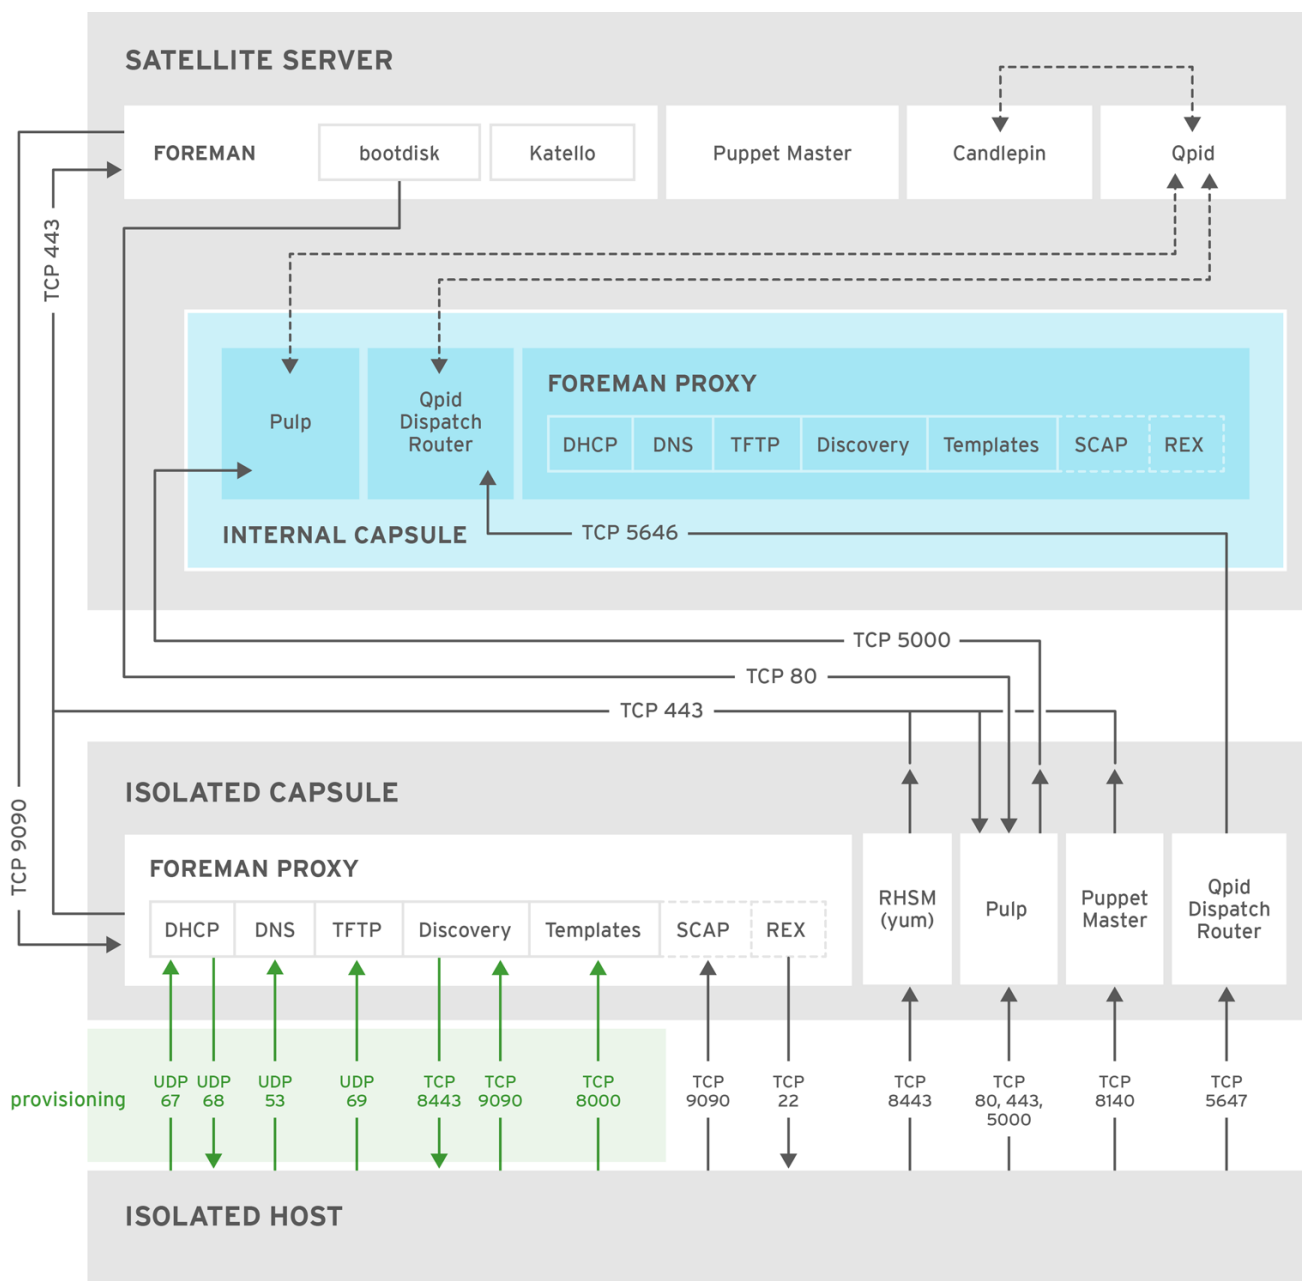 SATELLITE SERVER
FOREMAN
bootdisk
Katello
Puppet Master
Candlepin
Qpid
TCP 443
Pulp
Qpid
Dispatch
Router
FOREMAN PROXY
DHCP
DNS
TFTP
Discovery
Templates
SCAP
REX
INTERNAL CAPSULE
TCP 5646
TCP 5000
TCP 80
TCP 443
TCP 9090
ISOLATED CAPSULE
FOREMAN PROXY
DHCP
DNS
TFTP
Discovery
Templates
SCAP
REX
RHSM
(yum)
Pulp
Puppet
Master
Qpid
Dispatch
Router
provisioning
UDP
67
UDP
68
UDP
53
UDP
69
TCP
8443
TCP
9090
TCP
8000
TCP
9090
TCP
22
TCP
8443
TCP
80, 443,
5000
TCP
8140
TCP
5647
ISOLATED HOST